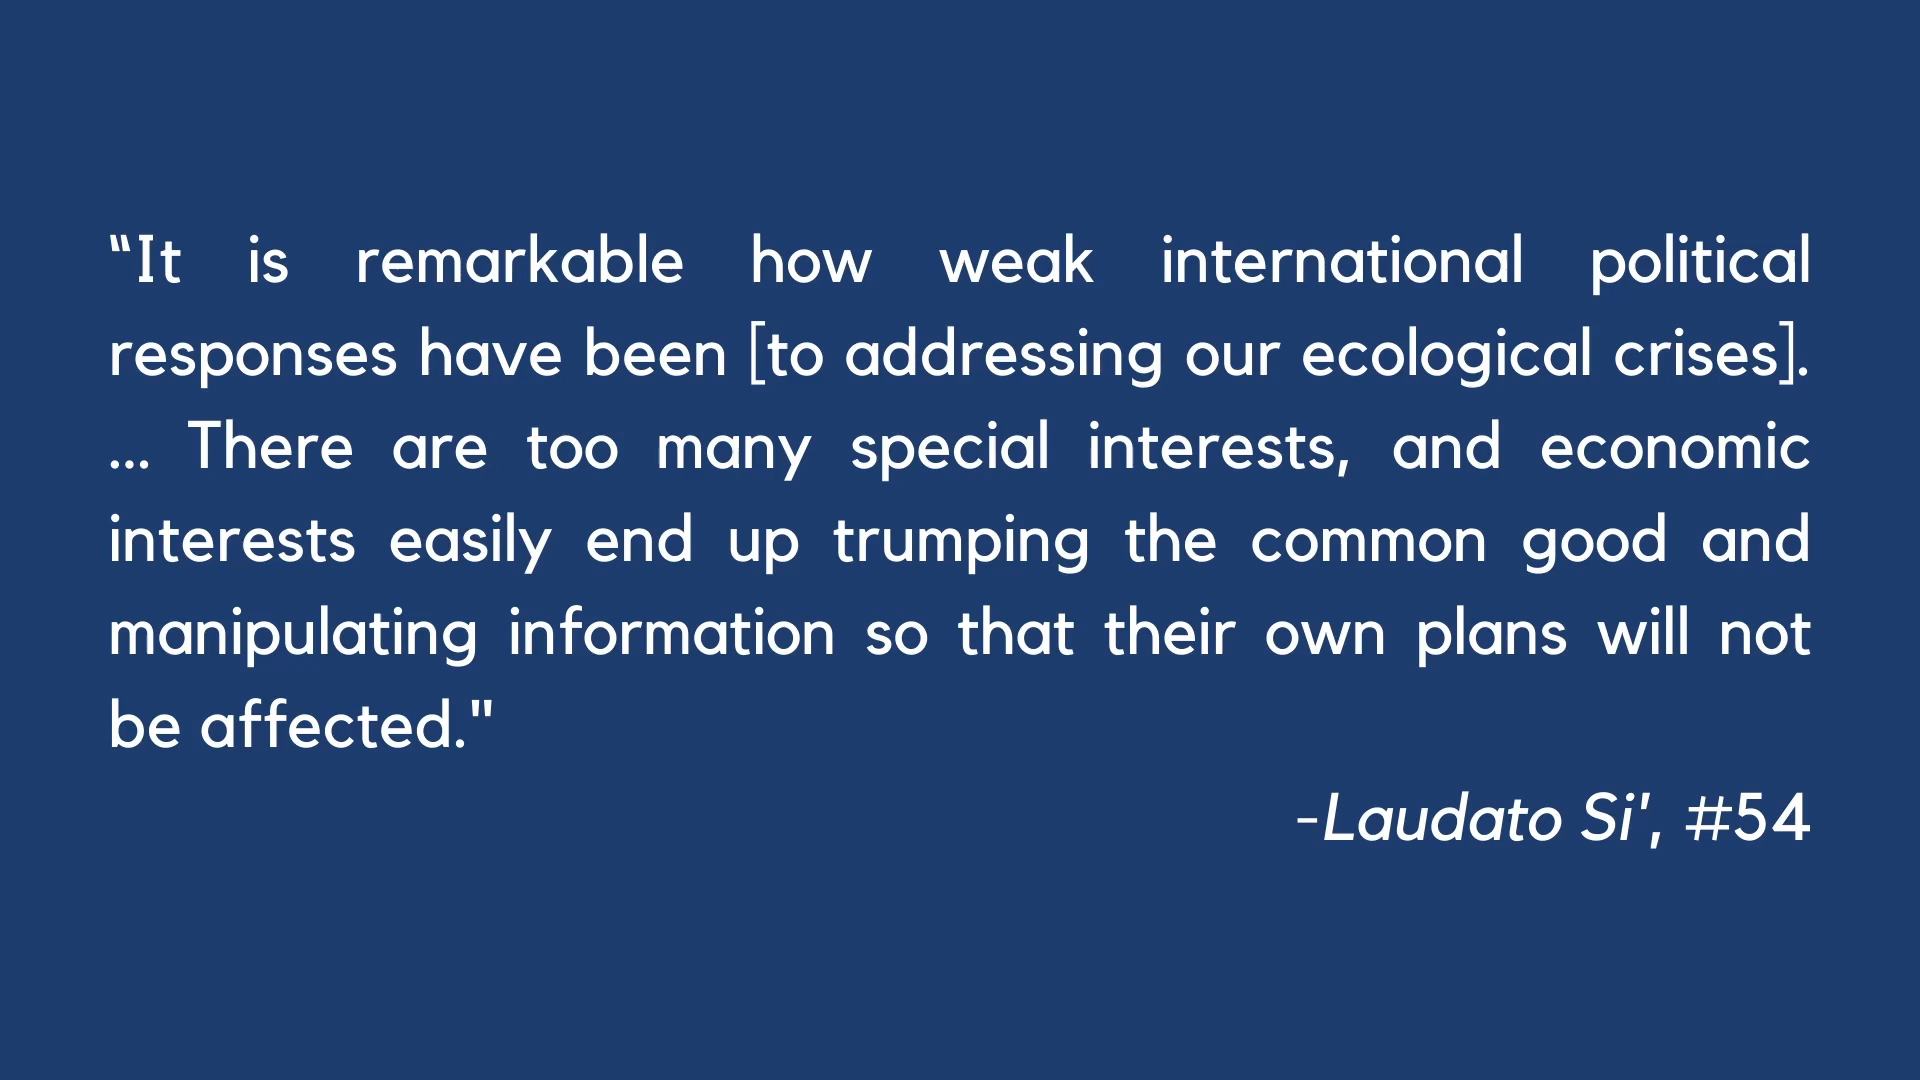 “It is remarkable how weak international political
responses have been [to addressing our ecological crises].
... There are too many special interests, and economic
interests easily end up trumping the common good and
manipulating information so that their own plans will not
be affected."
-Laudato Si', #54